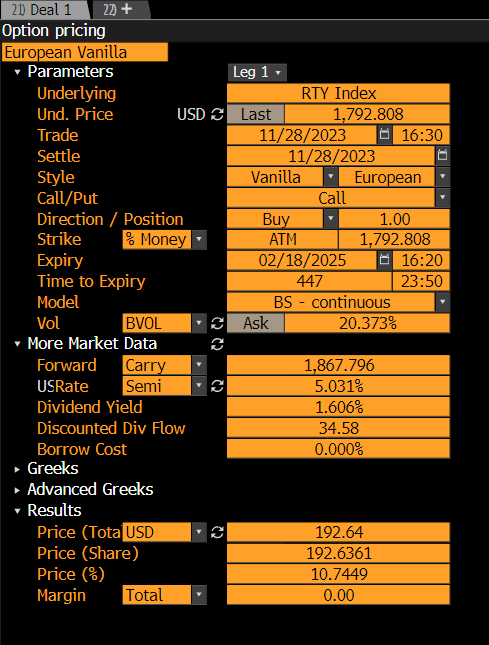 21) Deal 1 22) +
Option pricing
European Vanilla
Parameters Leg 1
Underlying RTY Index
Und. Price USD Last 1,792.808
Trade 11/28/2023 16:30
Settle 11/28/2023
Style Vanilla European
Call/Put Call
Direction / Position Buy 1.00
Strike % Money ATM 1,792.808
Expiry 02/18/2025 16:20
Time to Expiry 447 23:50
Model BS - continuous
Vol BVOL Ask 20.373%
More Market Data
Forward Carry 1,867.796
USRate Semi 5.031%
Dividend Yield 1.606%
Discounted Div Flow 34.58
Borrow Cost 0.000%
Greeks
Advanced Greeks
Results
Price (Tota USD 192.64
Price (Share) 192.6361
Price (%) 10.7449
Margin Total 0.00